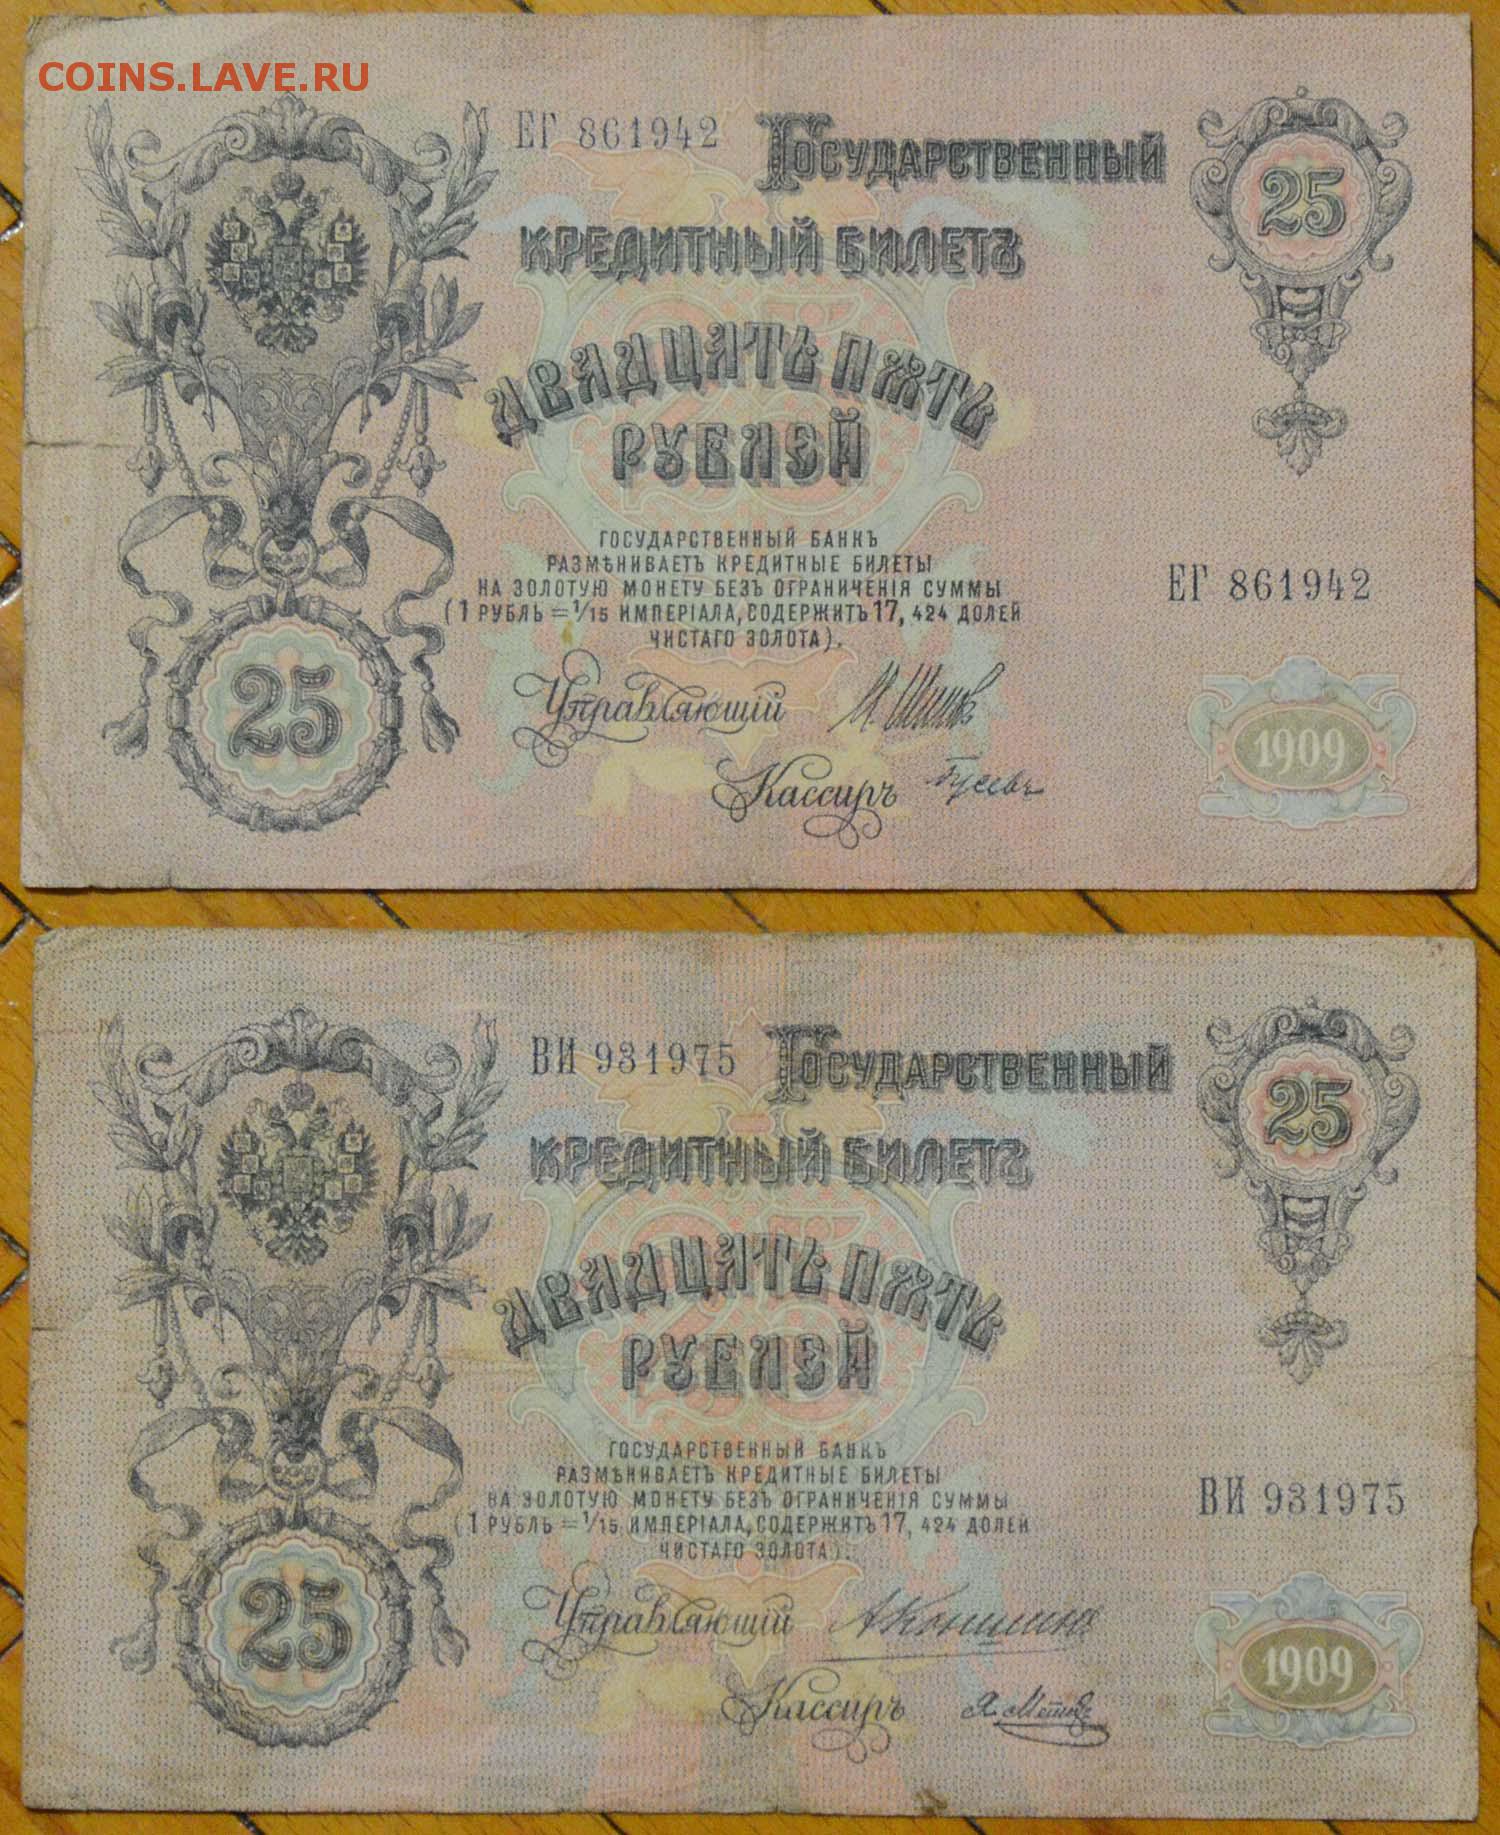 COINS.LAVE.RU
ЕГ 861942
Государственный
25
кредитный билетъ
двадцать пять
рублей
Государственный банкъ
размѣниваетъ кредитные билеты
на золотую монету безъ ограниченія суммы
(1 рубль = 1/15 имперіала, содержитъ 17, 424 долей
чистаго золота).
ЕГ 861942
25
Управляющій И. Шипов
1909
Кассиръ Гусевъ
ВИ 931975
Государственный
25
кредитный билетъ
двадцать пять
рублей
Государственный банкъ
размѣниваетъ кредитные билеты
на золотую монету безъ ограниченія суммы
(1 рубль = 1/15 имперіала, содержитъ 17, 424 долей
чистаго золота).
ВИ 931975
25
Управляющій А Коншинъ
1909
Кассиръ Я. Метцъ